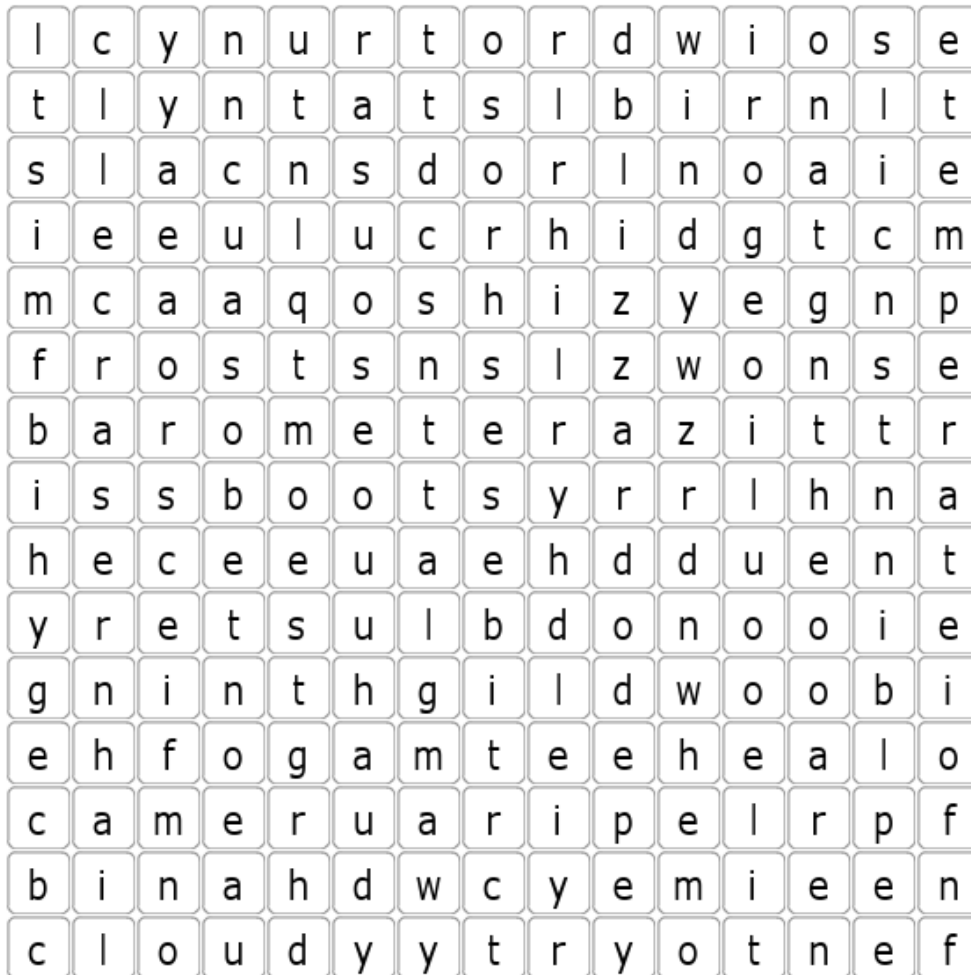 l c y n u r t o r d w i o s e
t l y n t a t s l b i r n l t
s l a c n s d o r l n o a i e
i e e u l u c r h i d g t c m
m c a a q o s h i z y e g n p
f r o s t s n s l z w o n s e
b a r o m e t e r a z i t t r
i s s b o o t s y r r l h n a
h e c e e u a e h d d u e n t
y r e t s u l b d o n o o i e
g n i n t h g i l d w o o b i
e h f o g a m t e e h e a l o
c a m e r u a r i p e l r p f
b i n a h d w c y e m i e e n
c l o u d y y t r y o t n e f